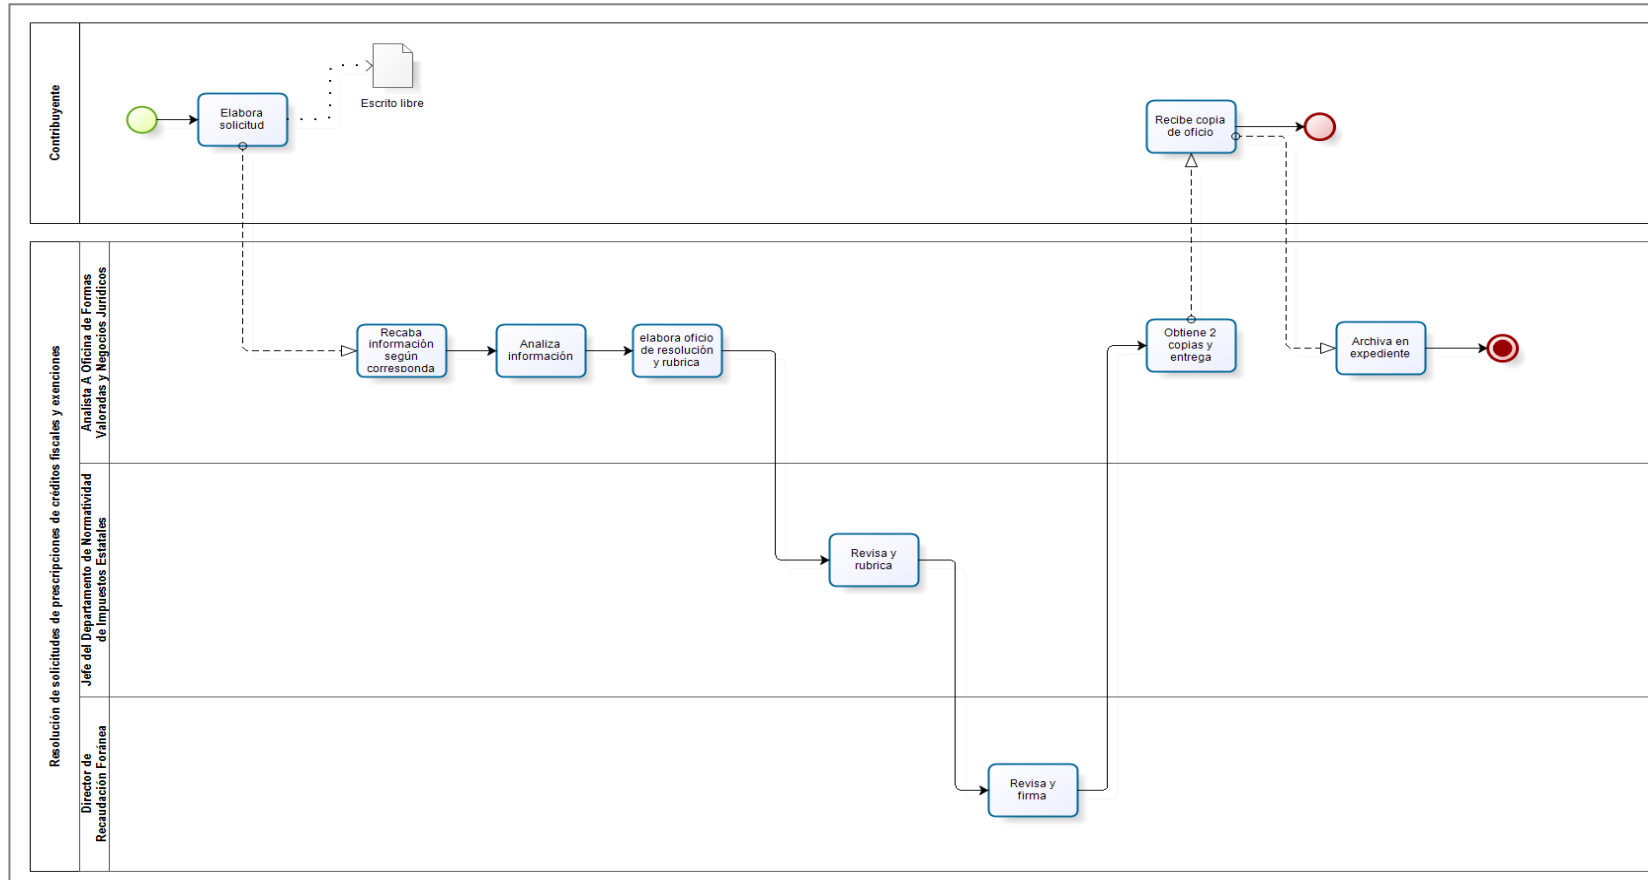 Contribuyente
Elabora
solicitud
Escrito libre
Recibe copia
de oficio
Resolución de solicitudes de prescripciones de créditos fiscales y exenciones
Analista A Oficina de Formas
Valoradas y Negocios Jurídicos
Recaba
información
según
corresponda
Analiza
información
elabora oficio
de resolución
y rubrica
Obtiene 2
copias y
entrega
Archiva en
expediente
Jefe del Departamento de Normatividad
de Impuestos Estatales
Revisa y
rubrica
Director de
Recaudación Foránea
Revisa y
firma